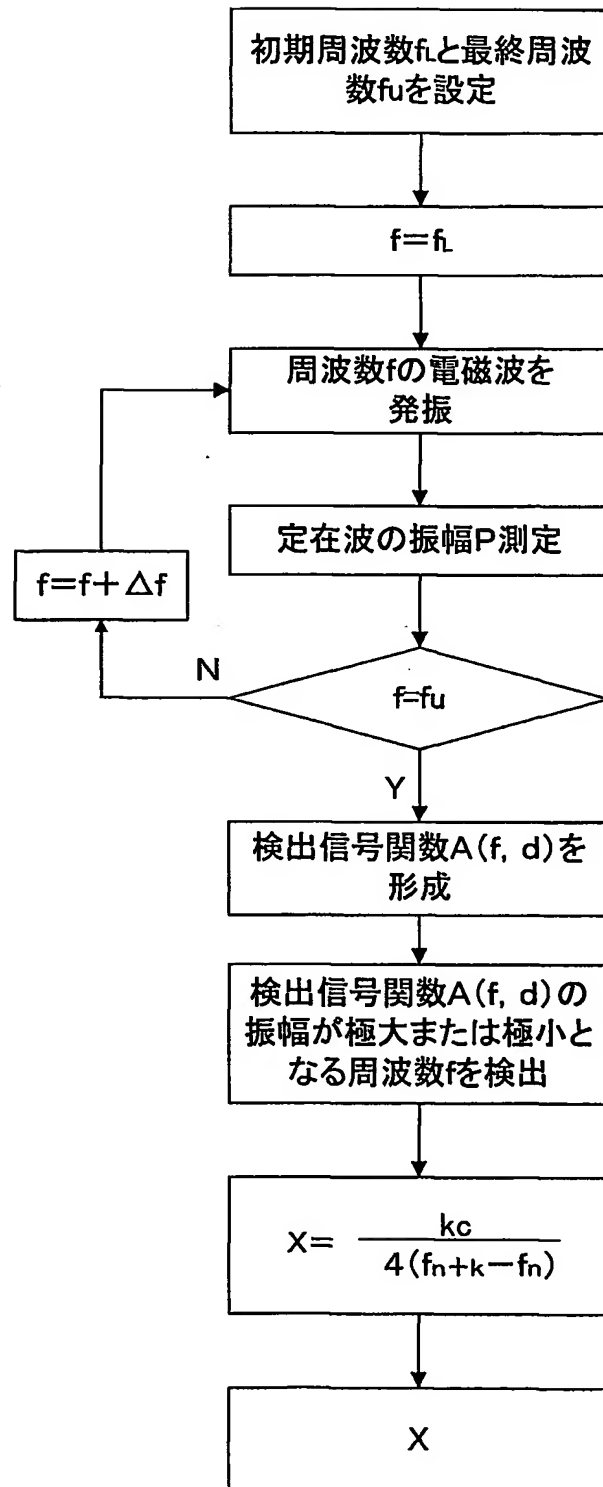 初期周波数fLと最終周波
数fuを設定
f=fL
周波数fの電磁波を
発振
定在波の振幅P測定
f=f+△f
N
f=fu
Y
検出信号関数A(f, d)を
形成
検出信号関数A(f, d)の
振幅が極大または極小と
なる周波数fを検出
X= kc
4(fn+k−fn)
X